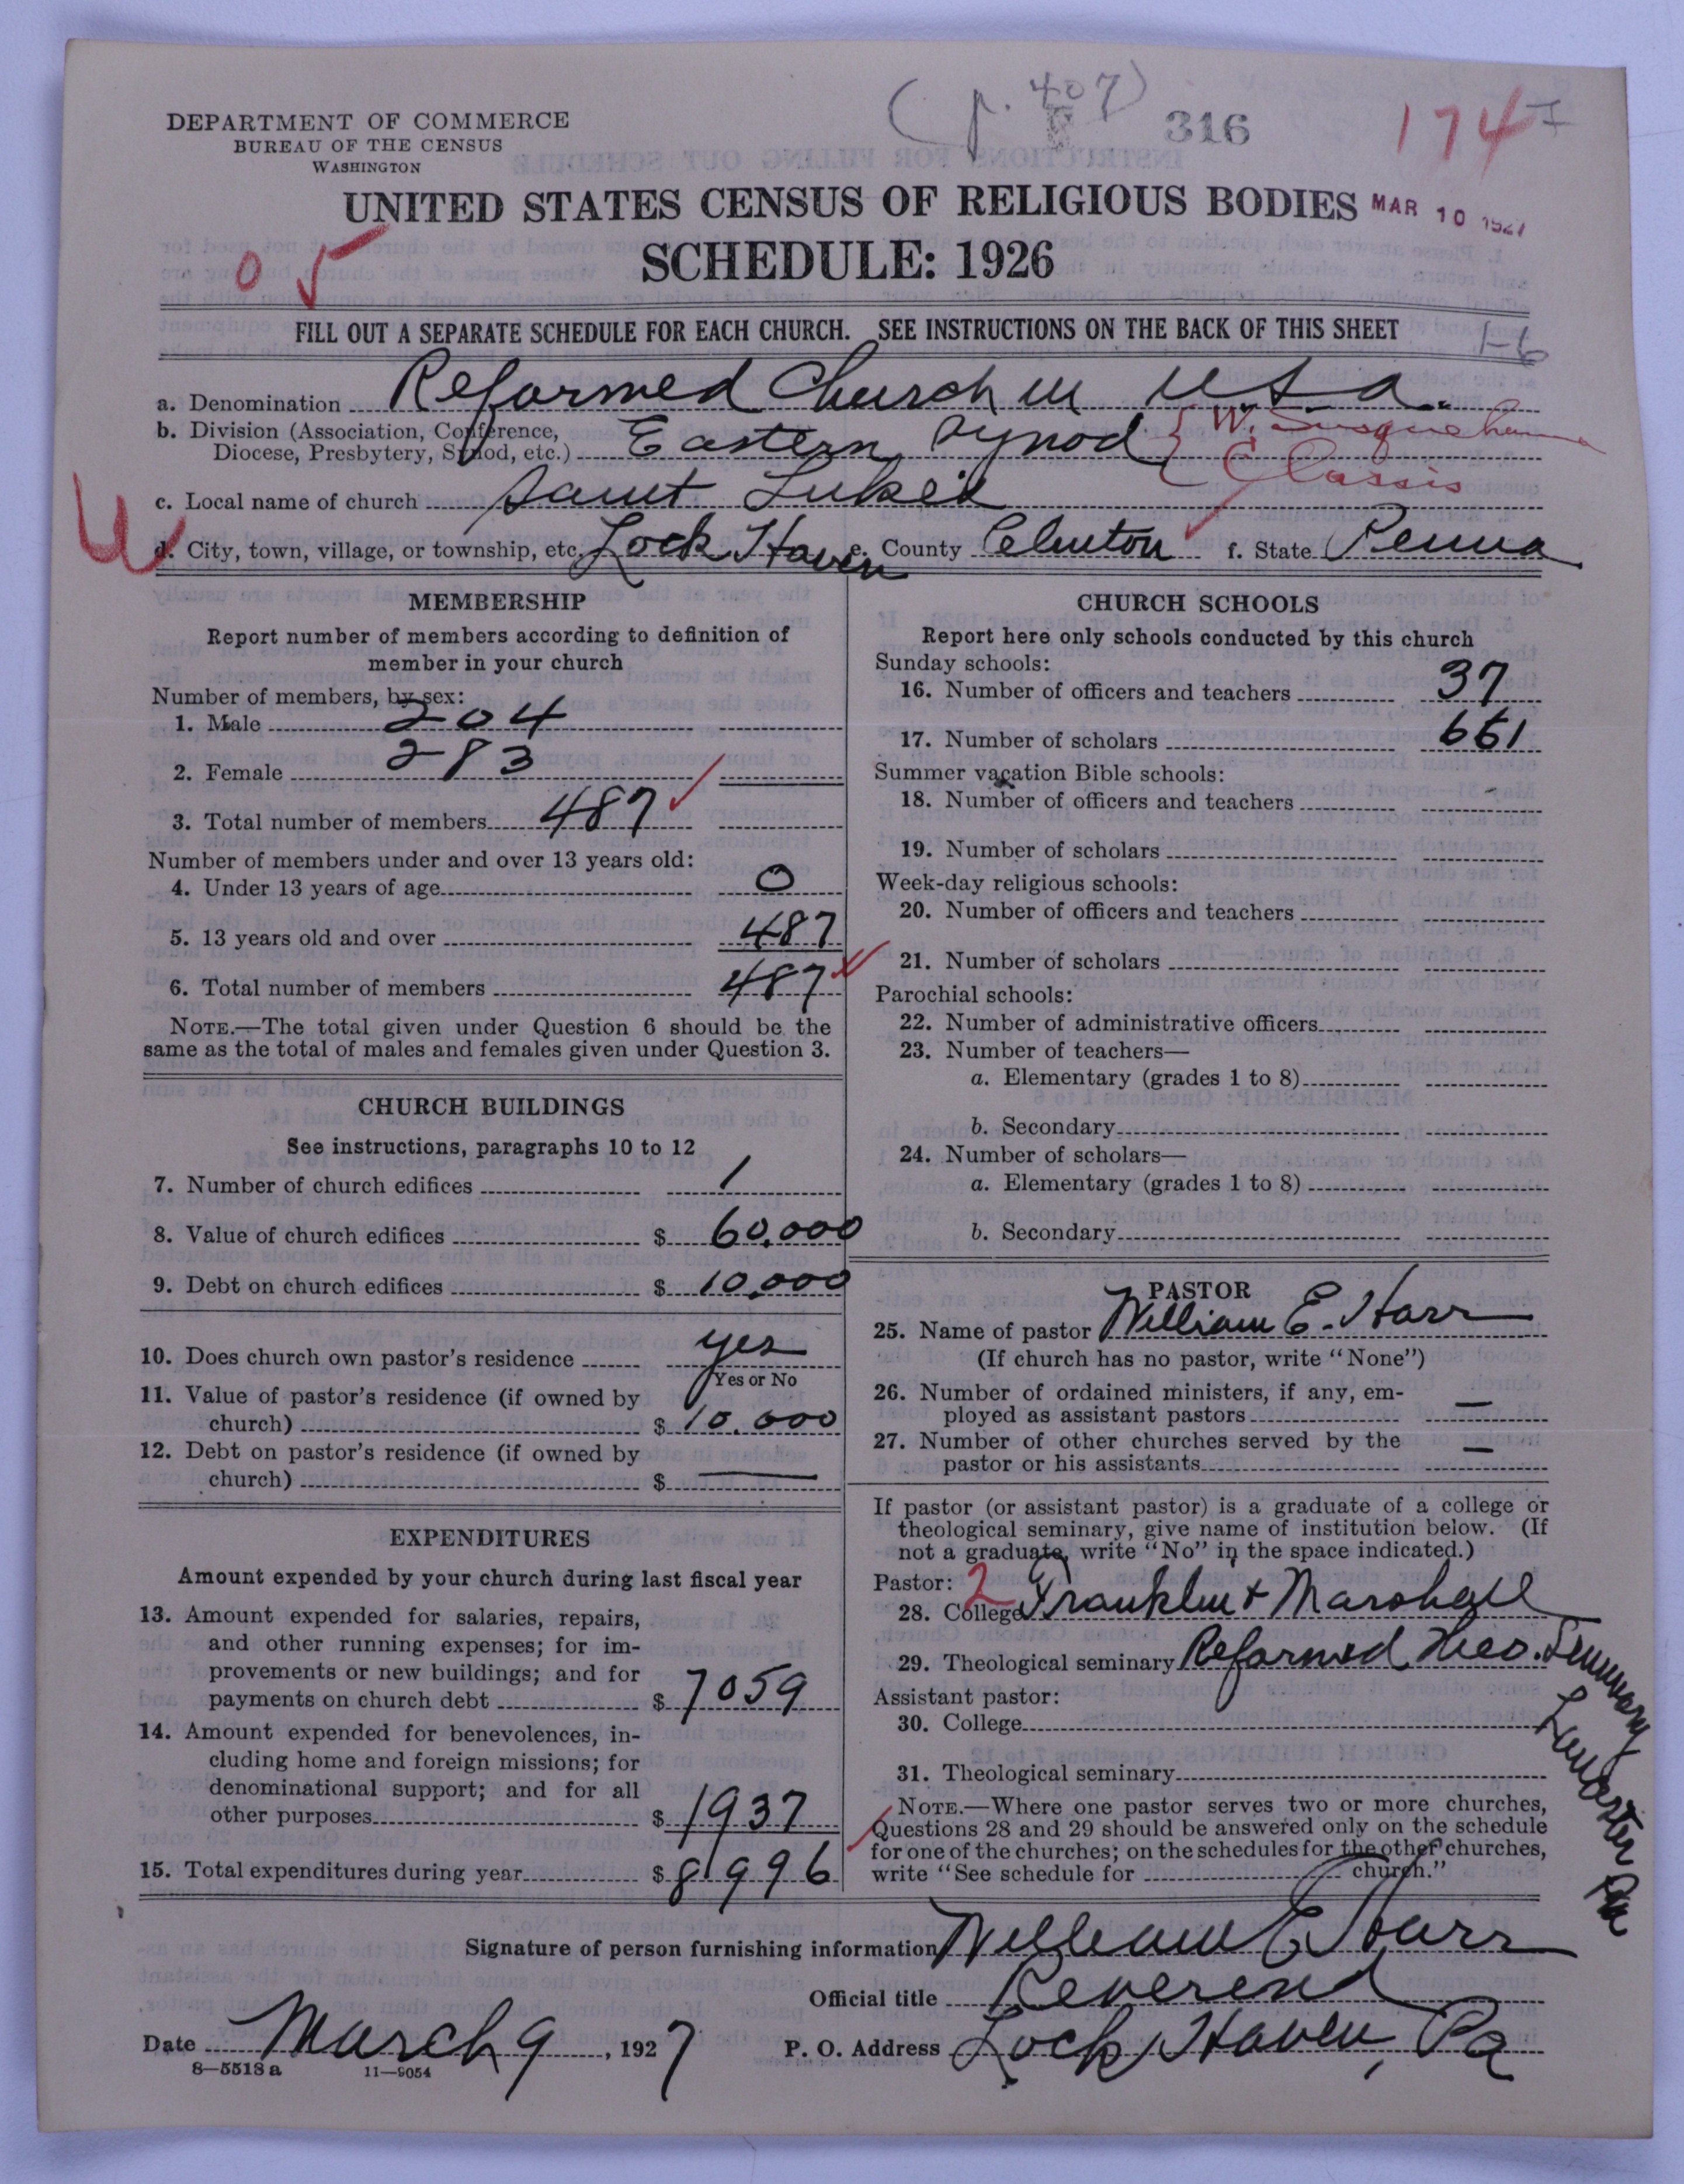 (p. 407)
316
174
DEPARTMENT OF COMMERCE
BUREAU OF THE CENSUS
WASHINGTON
UNITED STATES CENSUS OF RELIGIOUS BODIES
MAR 10 1927
SCHEDULE: 1926
0
FILL OUT A SEPARATE SCHEDULE FOR EACH CHURCH. SEE INSTRUCTIONS ON THE BACK OF THIS SHEET
1-6
a. Denomination Reformed Church in U.S.a.
b. Division (Association, Conference,
Diocese, Presbytery, Synod, etc.) Eastern Synod { W. Susquehanna
Classis
c. Local name of church Saint Luke's
d. City, town, village, or township, etc. Lock Haven e. County Clinton f. State Penna
MEMBERSHIP
Report number of members according to definition of
member in your church
Number of members, by sex:
1. Male 204
2. Female 283
3. Total number of members 487
Number of members under and over 13 years old:
4. Under 13 years of age 0
5. 13 years old and over 487
6. Total number of members 487
NOTE.—The total given under Question 6 should be the
same as the total of males and females given under Question 3.
CHURCH BUILDINGS
See instructions, paragraphs 10 to 12
7. Number of church edifices 1
8. Value of church edifices $ 60,000
9. Debt on church edifices $ 10,000
10. Does church own pastor's residence yes
Yes or No
11. Value of pastor's residence (if owned by
church) $ 10,000
12. Debt on pastor's residence (if owned by
church) $ —
EXPENDITURES
Amount expended by your church during last fiscal year
13. Amount expended for salaries, repairs,
and other running expenses; for im-
provements or new buildings; and for
payments on church debt $ 7059
14. Amount expended for benevolences, in-
cluding home and foreign missions; for
denominational support; and for all
other purposes $ 1937
15. Total expenditures during year $ 8996
CHURCH SCHOOLS
Report here only schools conducted by this church
Sunday schools:
16. Number of officers and teachers 37
17. Number of scholars 661
Summer vacation Bible schools:
18. Number of officers and teachers -
19. Number of scholars
Week-day religious schools:
20. Number of officers and teachers
21. Number of scholars
Parochial schools:
22. Number of administrative officers
23. Number of teachers—
a. Elementary (grades 1 to 8)
b. Secondary
24. Number of scholars—
a. Elementary (grades 1 to 8)
b. Secondary
PASTOR
25. Name of pastor William E. Harr
(If church has no pastor, write "None")
26. Number of ordained ministers, if any, em-
ployed as assistant pastors —
27. Number of other churches served by the
pastor or his assistants —
If pastor (or assistant pastor) is a graduate of a college or
theological seminary, give name of institution below. (If
not a graduate, write "No" in the space indicated.)
Pastor: 2
28. College Franklin & Marshall
29. Theological seminary Reformed Theo. Seminary
Lancaster Pa
Assistant pastor:
30. College
31. Theological seminary
NOTE.—Where one pastor serves two or more churches,
Questions 28 and 29 should be answered only on the schedule
for one of the churches; on the schedules for the other churches,
write "See schedule for church."
Signature of person furnishing information William E Harr
Official title Reverend
Date March 9, 1927 P. O. Address Lock Haven, Pa
8—5518 a 11—9054